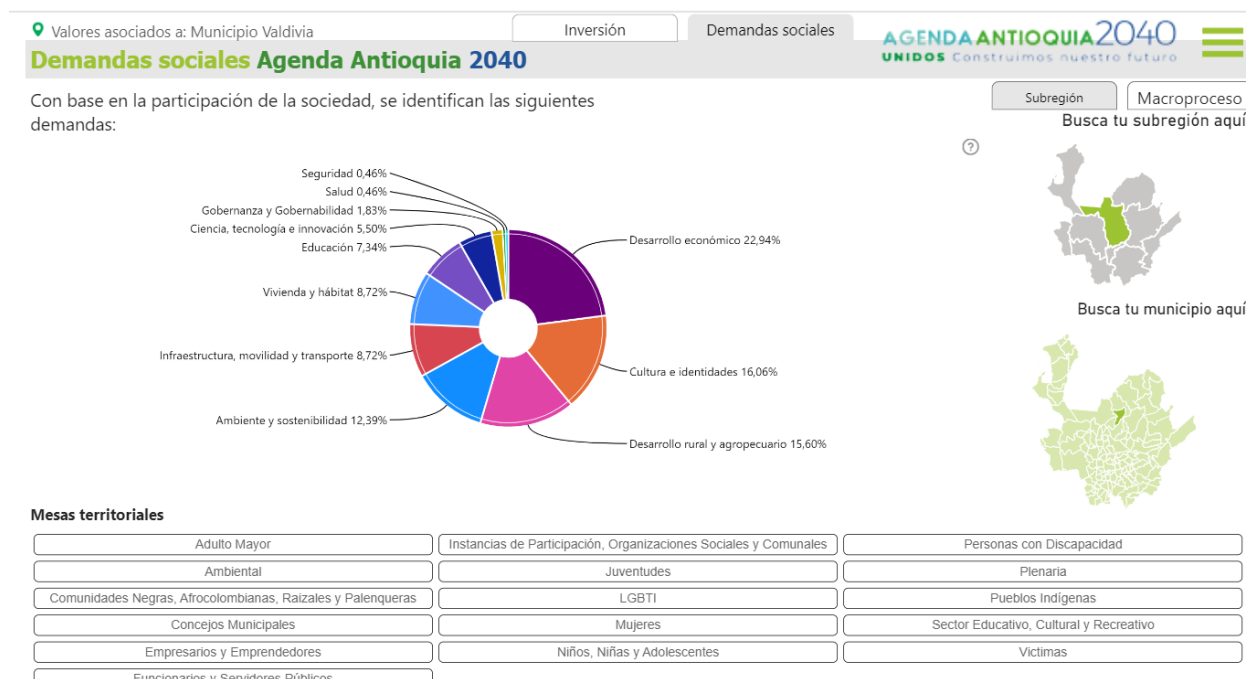 Valores asociados a: Municipio Valdivia
Inversión
Demandas sociales
AGENDA ANTIOQUIA 2040
UNIDOS Construimos nuestro futuro
Demandas sociales Agenda Antioquia 2040
Con base en la participación de la sociedad, se identifican las siguientes
demandas:
Subregión
Macroproceso
Busca tu subregión aquí
?
Seguridad 0,46%
Salud 0,46%
Gobernanza y Gobernabilidad 1,83%
Ciencia, tecnología e innovación 5,50%
Educación 7,34%
Vivienda y hábitat 8,72%
Infraestructura, movilidad y transporte 8,72%
Ambiente y sostenibilidad 12,39%
Desarrollo económico 22,94%
Cultura e identidades 16,06%
Desarrollo rural y agropecuario 15,60%
Busca tu municipio aquí
Mesas territoriales
Adulto Mayor
Instancias de Participación, Organizaciones Sociales y Comunales
Personas con Discapacidad
Ambiental
Juventudes
Plenaria
Comunidades Negras, Afrocolombianas, Raizales y Palenqueras
LGBTI
Pueblos Indígenas
Concejos Municipales
Mujeres
Sector Educativo, Cultural y Recreativo
Empresarios y Emprendedores
Niños, Niñas y Adolescentes
Victimas
Funcionarios y Servidores Públicos